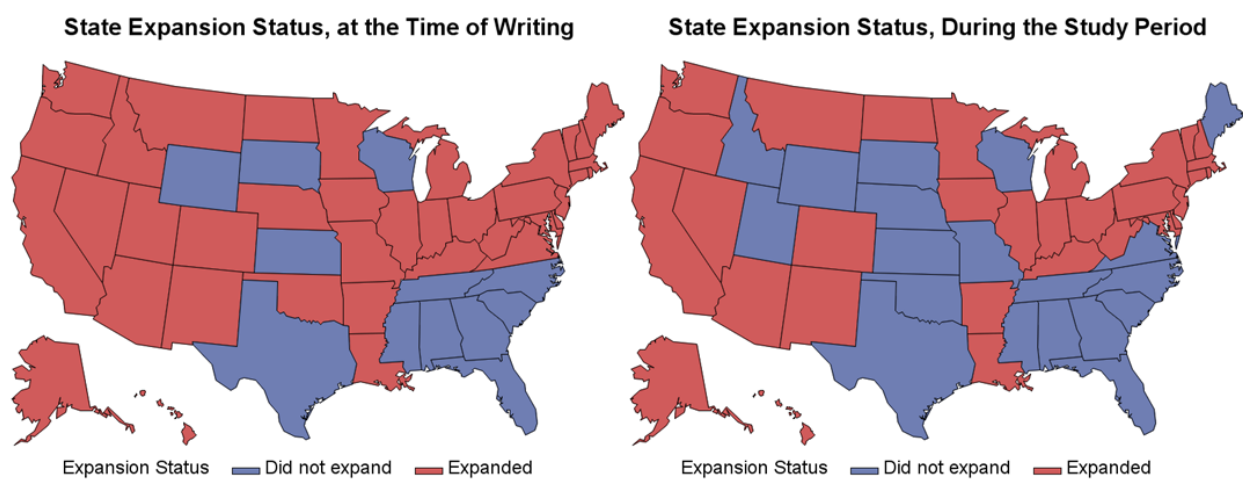 State Expansion Status, at the Time of Writing
State Expansion Status, During the Study Period
Expansion Status Did not expand Expanded
Expansion Status Did not expand Expanded